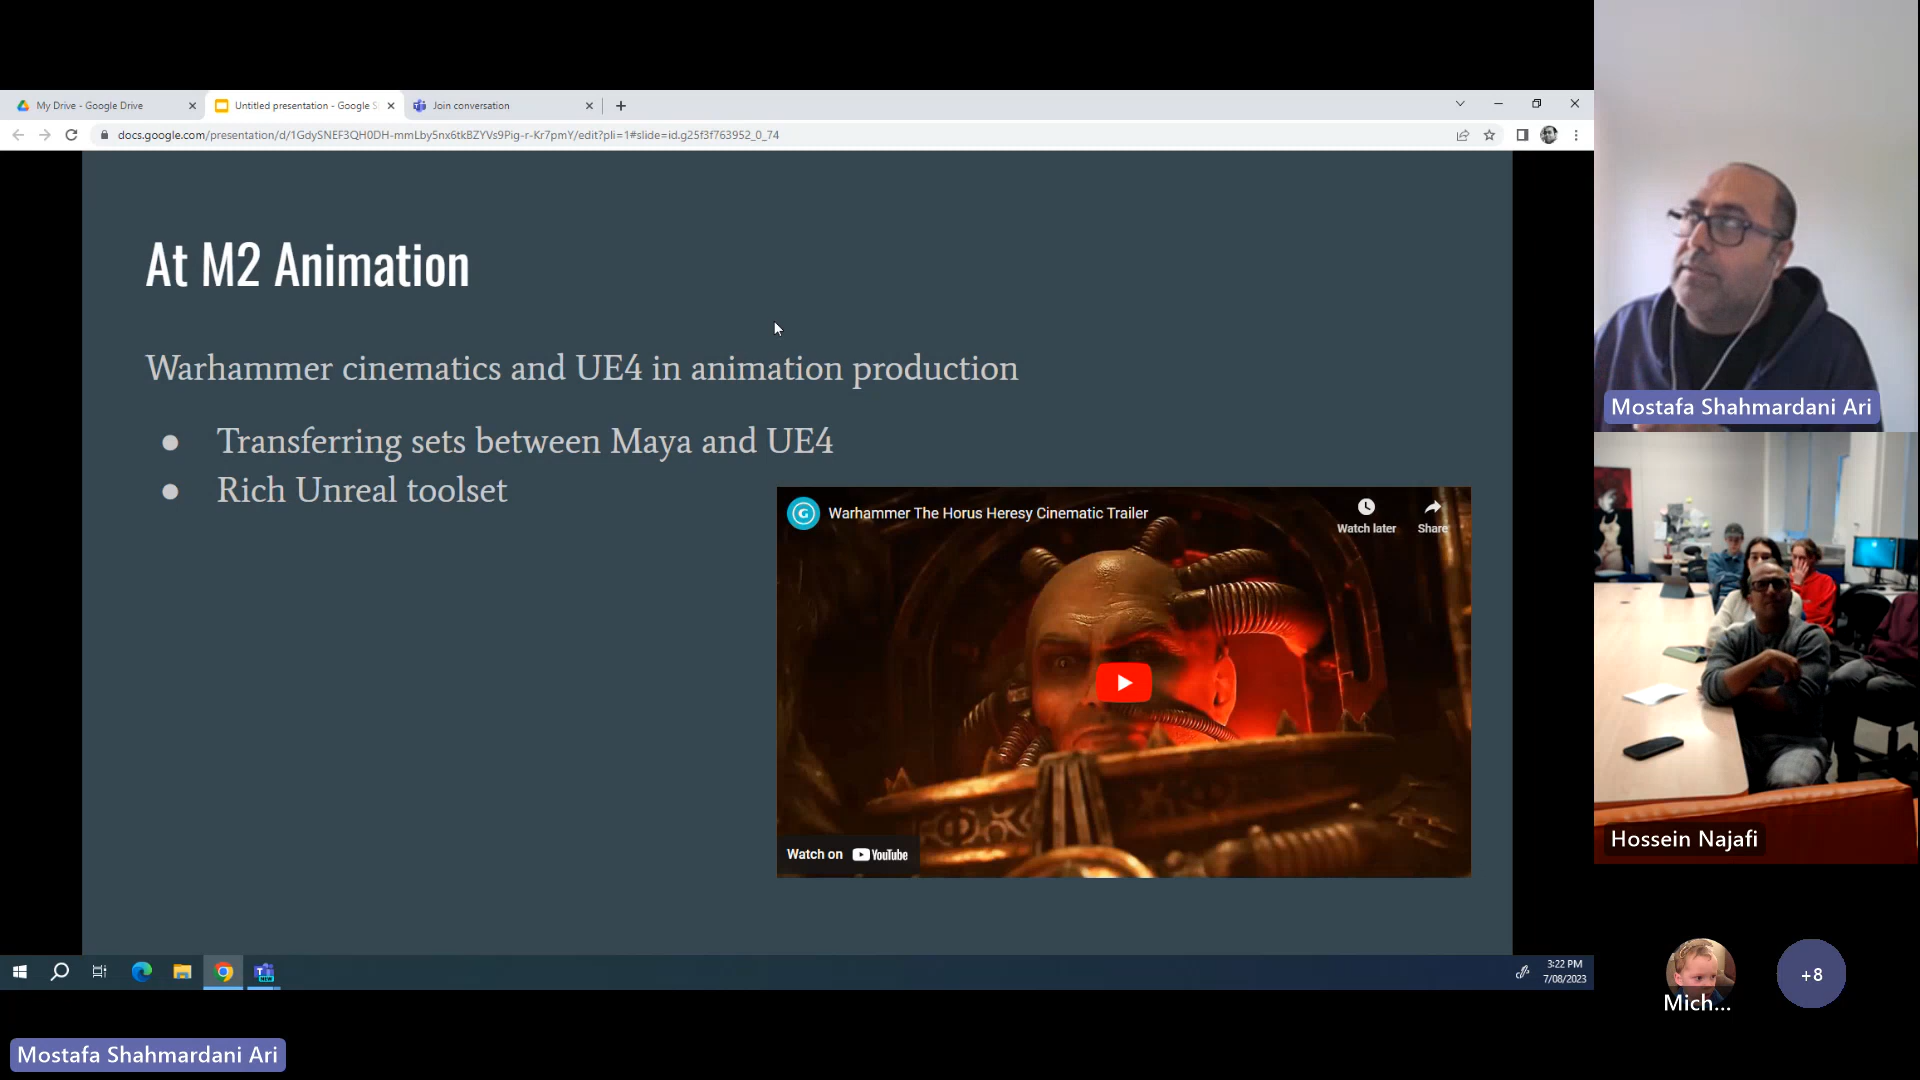 My Drive - Google Drive
Untitled presentation - Google S
Join conversation
docs.google.com/presentation/d/1GdySNEF3QH0DH-mmLby5nx6tkBZYVs9Pig-r-Kr7pmY/edit?pli=1#slide=id.g25f3f763952_0_74
At M2 Animation
Warhammer cinematics and UE4 in animation production
● Transferring sets between Maya and UE4
● Rich Unreal toolset
G
Warhammer The Horus Heresy Cinematic Trailer
Watch later
Share
Watch on YouTube
Mostafa Shahmardani Ari
Hossein Najafi
Mich...
+8
3:22 PM
7/08/2023
Mostafa Shahmardani Ari